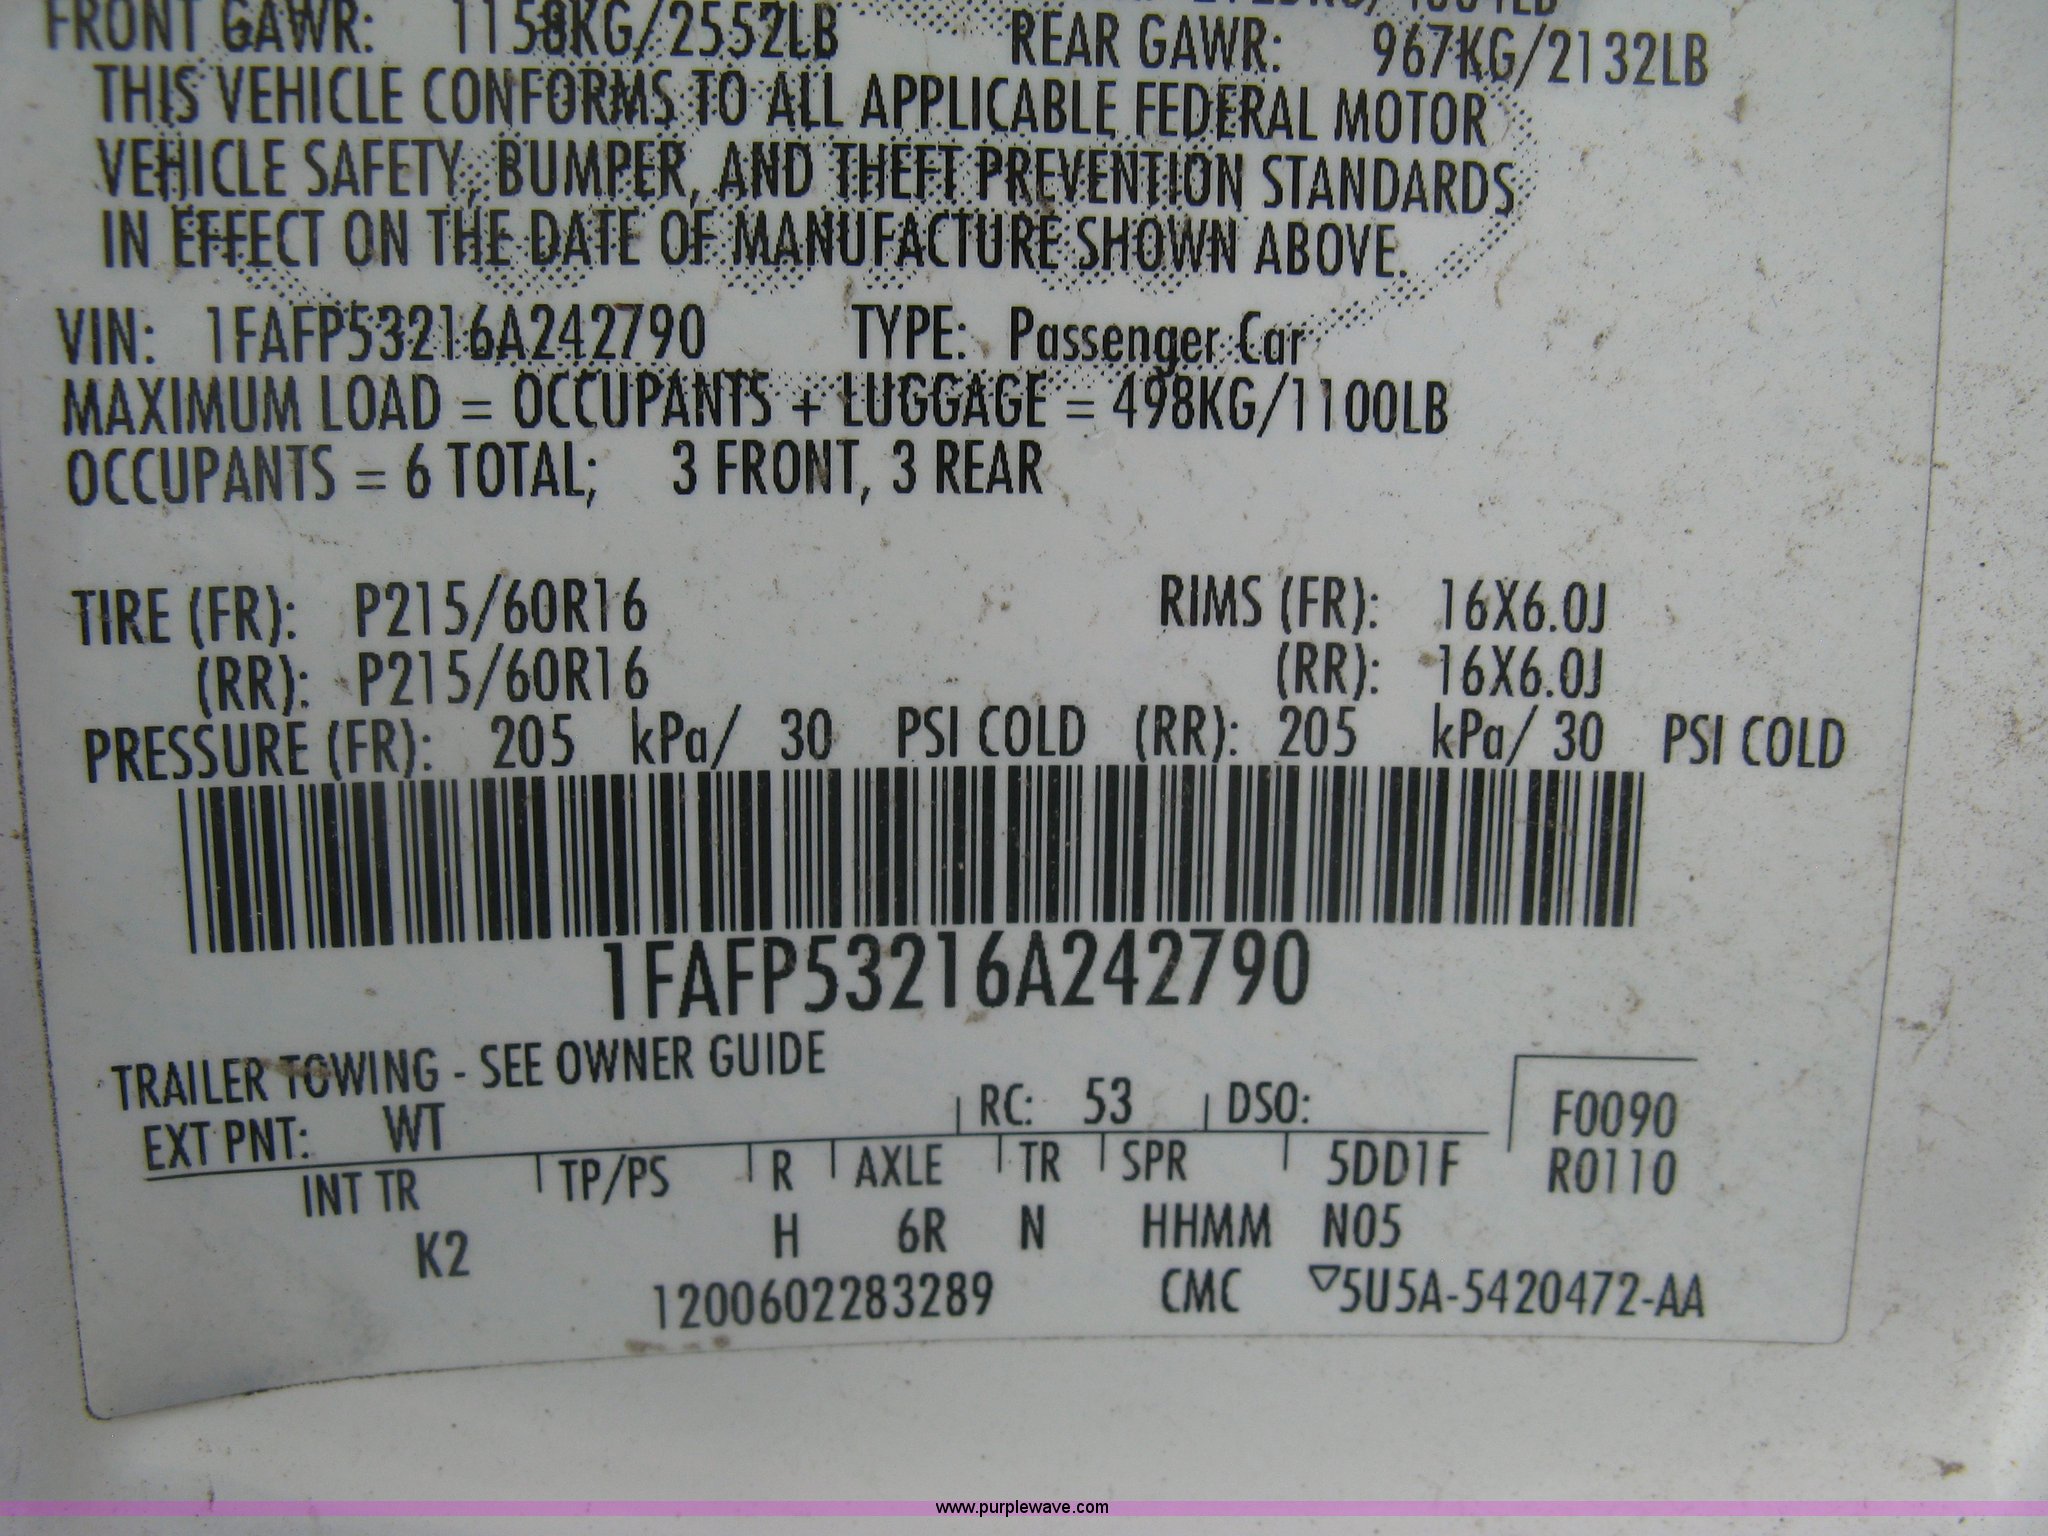 FRONT GAWR: 1158KG/2552LB REAR GAWR: 967KG/2132LB
THIS VEHICLE CONFORMS TO ALL APPLICABLE FEDERAL MOTOR
VEHICLE SAFETY, BUMPER, AND THEFT PREVENTION STANDARDS
IN EFFECT ON THE DATE OF MANUFACTURE SHOWN ABOVE.
VIN: 1FAFP53216A242790 TYPE: Passenger Car
MAXIMUM LOAD = OCCUPANTS + LUGGAGE = 498KG/1100LB
OCCUPANTS = 6 TOTAL; 3 FRONT, 3 REAR
TIRE (FR): P215/60R16 RIMS (FR): 16X6.0J
(RR): P215/60R16 (RR): 16X6.0J
PRESSURE (FR): 205 kPa/ 30 PSI COLD (RR): 205 kPa/ 30 PSI COLD
1FAFP53216A242790
TRAILER TOWING - SEE OWNER GUIDE
EXT PNT: WT RC: 53 DSO: F0090
INT TR TP/PS R AXLE TR SPR 5DD1F R0110
K2 H 6R N HHMM N05
1200602283289 CMC ▽5U5A-5420472-AA
www.purplewave.com